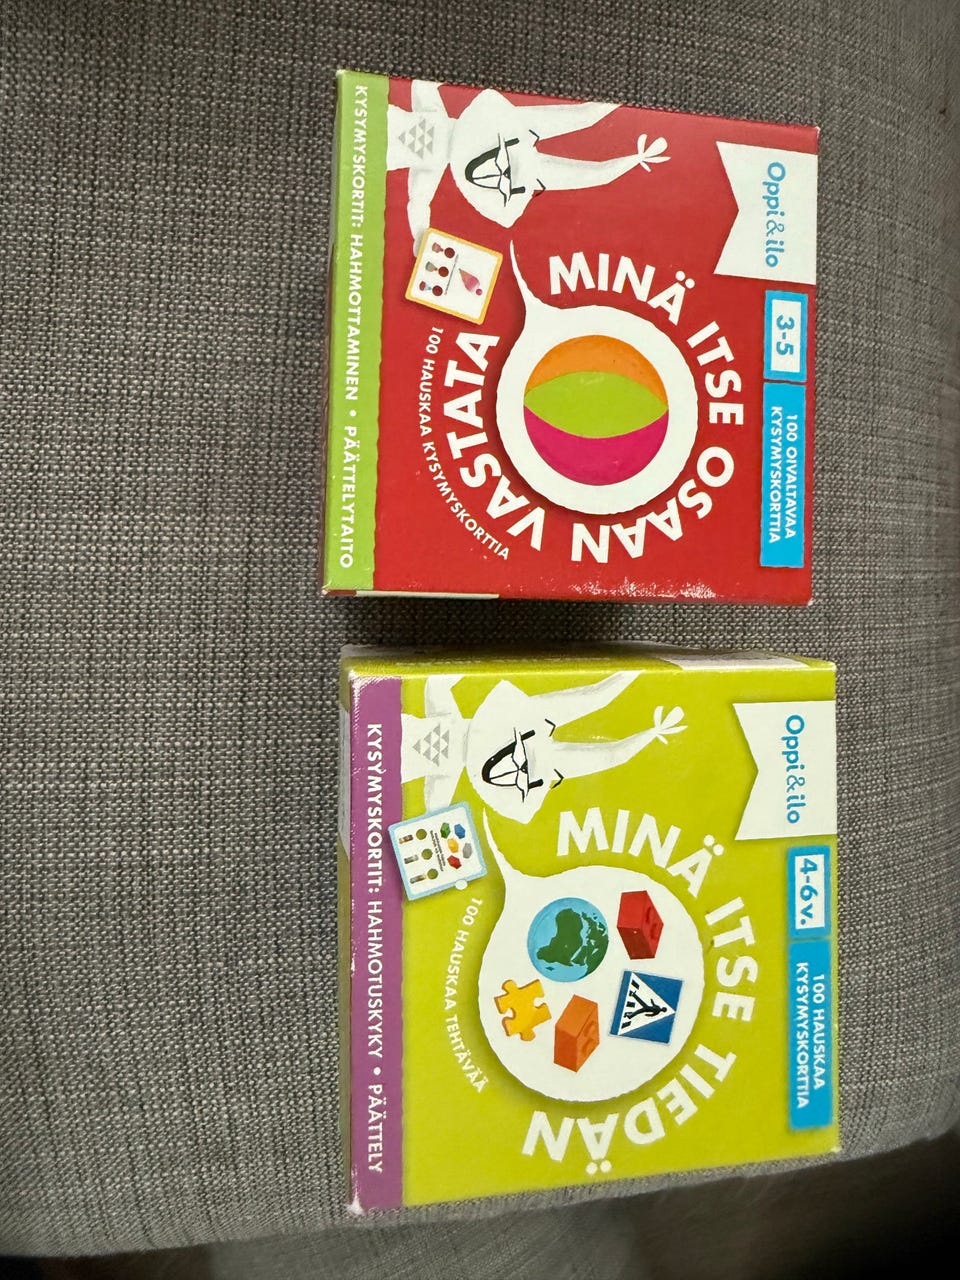 Oppi&ilo
3-5
100 OIVALTAVAA
KYSYMYSKORTTIA
MINÄ ITSE OSAAN VASTATA
100 HAUSKAA KYSYMYSKORTTIA
KYSYMYSKORTIT: HAHMOTTAMINEN • PÄÄTTELYTAITO
Oppi&ilo
4-6 v.
100 HAUSKAA
KYSYMYSKORTTIA
MINÄ ITSE TIEDÄN
100 HAUSKAA TEHTÄVÄÄ
KYSYMYSKORTIT: HAHMOTUSKYKY • PÄÄTTELY